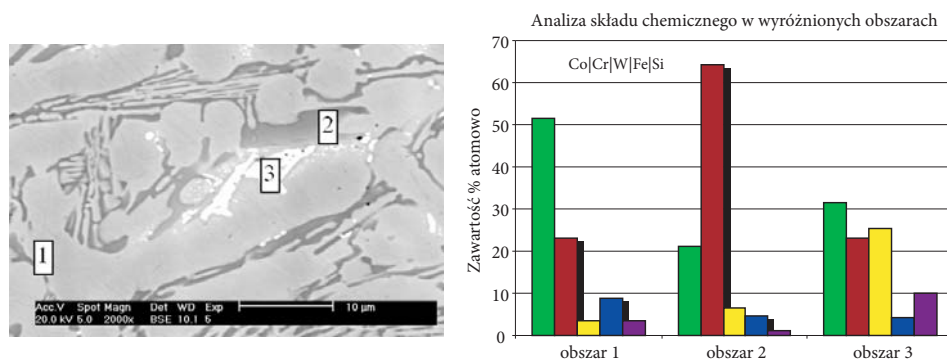 1
2
3
Acc.V Spot Magn Det WD Exp
20.0 kV 5.0 2000x BSE 10.1 5
10 μm
Analiza składu chemicznego w wyróżnionych obszarach
Co|Cr|W|Fe|Si
Zawartość % atomowo
70
60
50
40
30
20
10
0
obszar 1
obszar 2
obszar 3